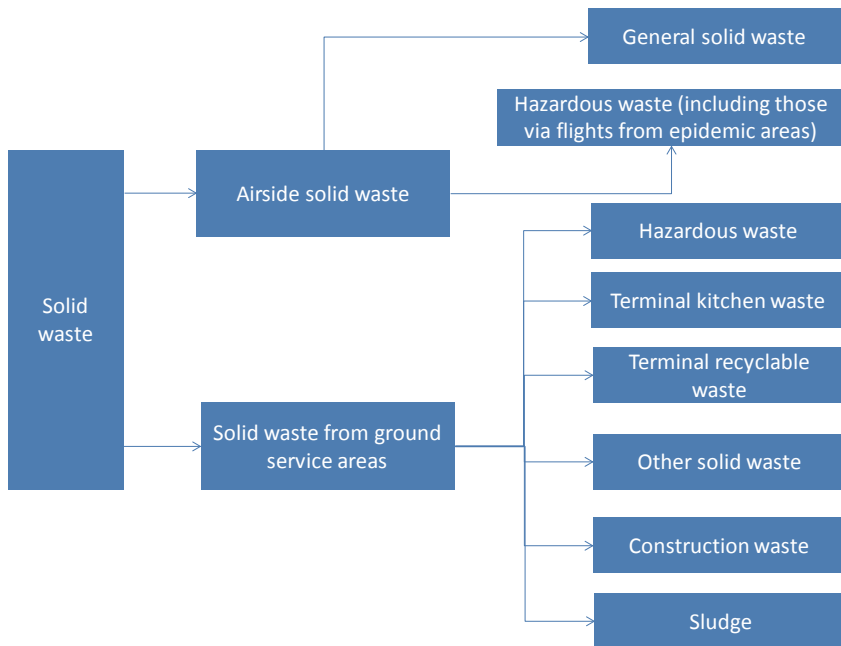 General solid waste
Hazardous waste (including those
via flights from epidemic areas)
Airside solid waste
Hazardous waste
Solid
waste
Terminal kitchen waste
Terminal recyclable
waste
Solid waste from ground
service areas
Other solid waste
Construction waste
Sludge